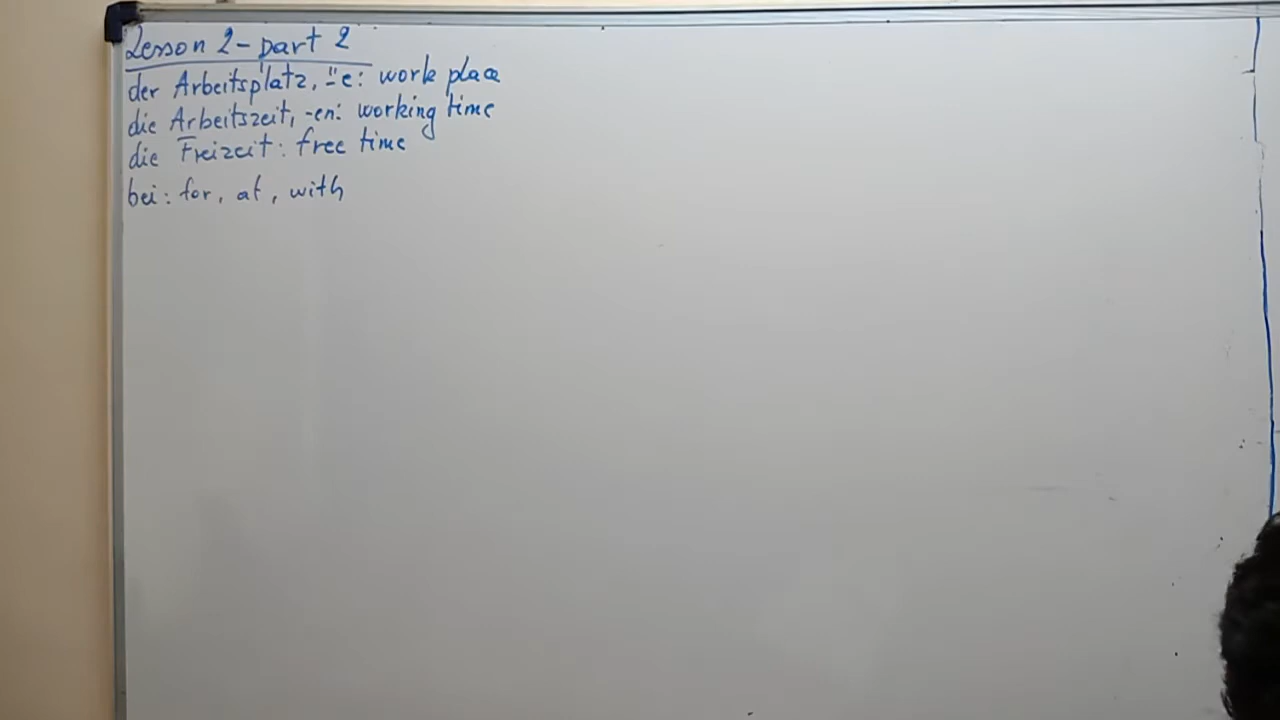 Lesson 2 - part 2
der Arbeitsplatz, ⸚e: work place
die Arbeitszeit, -en: working time
die Freizeit: free time
bei: for, at, with